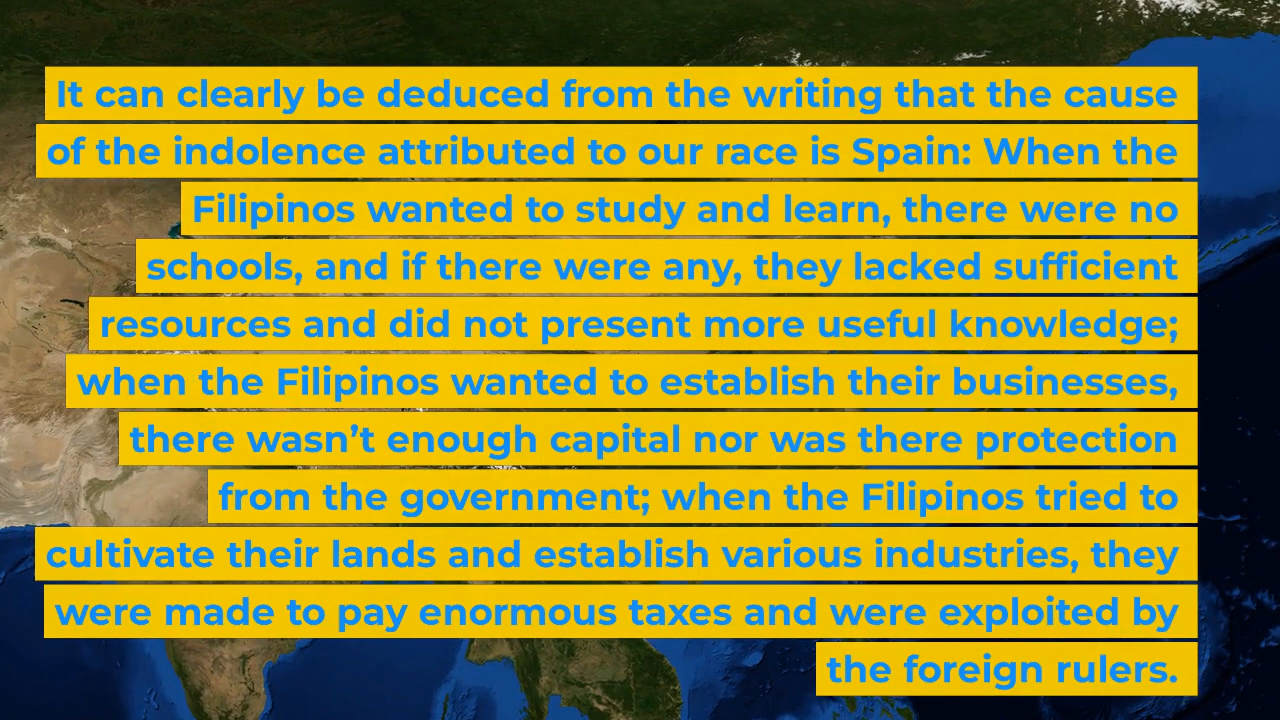 It can clearly be deduced from the writing that the cause
of the indolence attributed to our race is Spain: When the
Filipinos wanted to study and learn, there were no
schools, and if there were any, they lacked sufficient
resources and did not present more useful knowledge;
when the Filipinos wanted to establish their businesses,
there wasn’t enough capital nor was there protection
from the government; when the Filipinos tried to
cultivate their lands and establish various industries, they
were made to pay enormous taxes and were exploited by
the foreign rulers.